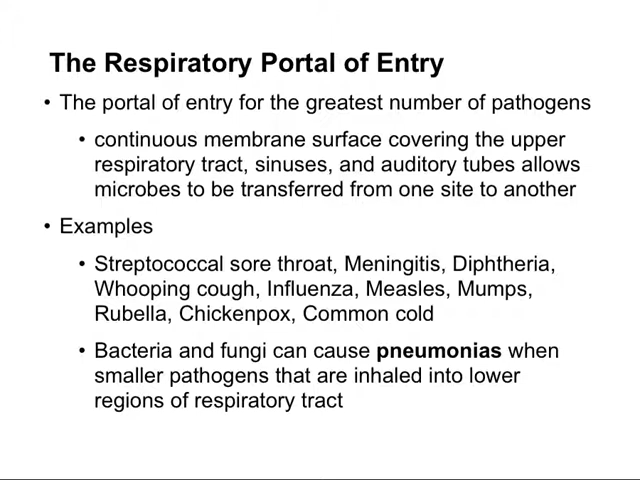 The Respiratory Portal of Entry
• The portal of entry for the greatest number of pathogens
• continuous membrane surface covering the upper
respiratory tract, sinuses, and auditory tubes allows
microbes to be transferred from one site to another
• Examples
• Streptococcal sore throat, Meningitis, Diphtheria,
Whooping cough, Influenza, Measles, Mumps,
Rubella, Chickenpox, Common cold
• Bacteria and fungi can cause pneumonias when
smaller pathogens that are inhaled into lower
regions of respiratory tract